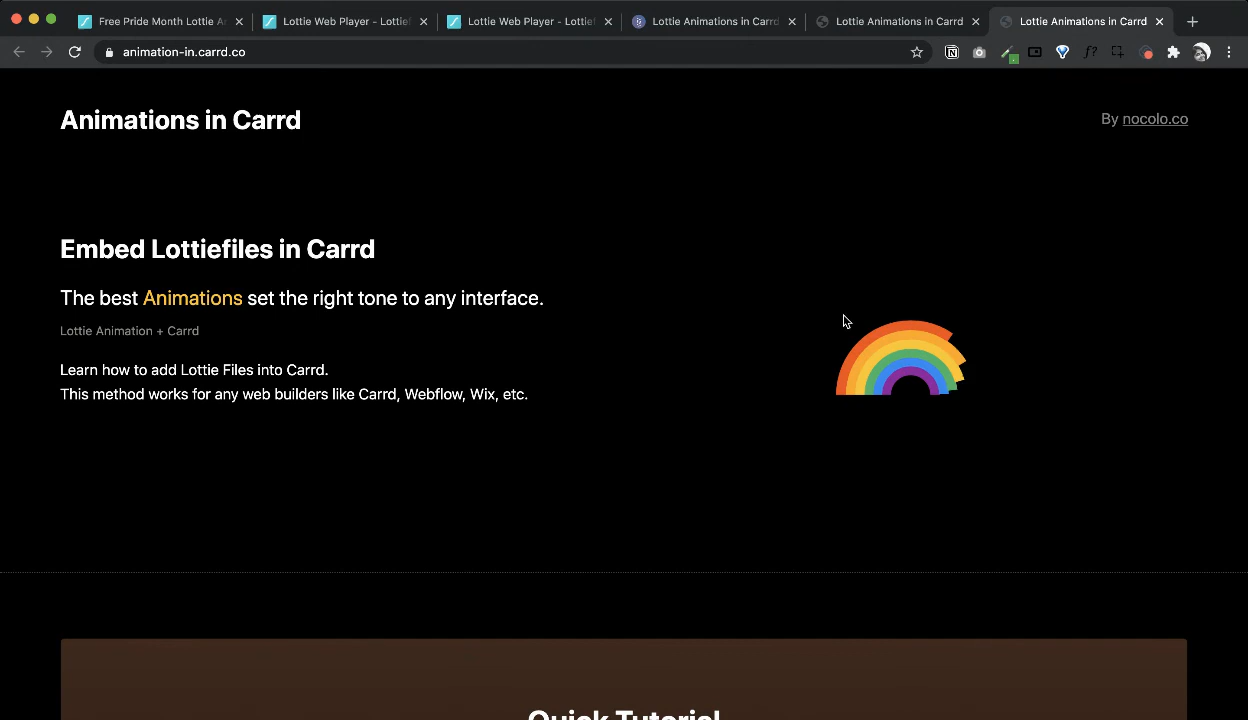 Free Pride Month Lottie A
Lottie Web Player - Lottief
Lottie Web Player - Lottief
Lottie Animations in Carrd
Lottie Animations in Carrd
Lottie Animations in Carrd
animation-in.carrd.co
f?
Animations in Carrd
By nocolo.co
Embed Lottiefiles in Carrd
The best Animations set the right tone to any interface.
Lottie Animation + Carrd
Learn how to add Lottie Files into Carrd.
This method works for any web builders like Carrd, Webflow, Wix, etc.
Quick Tutorial